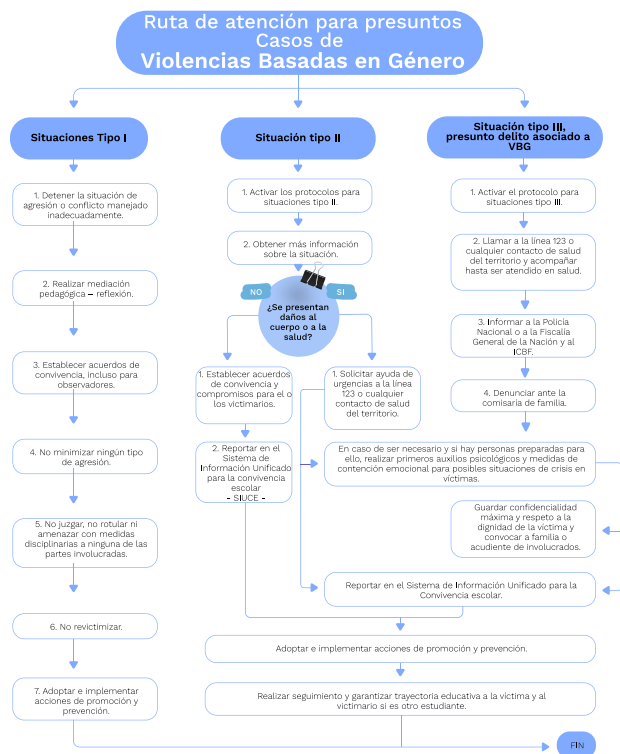 Ruta de atención para presuntos
Casos de
Violencias Basadas en Género
Situaciones Tipo I
1. Detener la situación de
agresión o conflicto manejado
inadecuadamente.
2. Realizar mediación
pedagógica – reflexión.
3. Establecer acuerdos de
convivencia, incluso para
observadores.
4. No minimizar ningún tipo
de agresión.
5. No juzgar, no rotular ni
amenazar con medidas
disciplinarias a ninguna de las
partes involucradas.
6. No revictimizar.
7. Adoptar e implementar
acciones de promoción y
prevención.
Situación tipo II
1. Activar los protocolos para
situaciones tipo II.
2. Obtener más información
sobre la situación.
NO
SI
¿Se presentan
daños al
cuerpo o a la
salud?
1. Establecer acuerdos
de convivencia y
compromisos para el o
los victimarios.
2. Reportar en el
Sistema de
Información Unificado
para la convivencia
escolar
- SIUCE -
1. Solicitar ayuda de
urgencias a la línea
123 o cualquier
contacto de salud
del territorio.
Situación tipo III,
presunto delito asociado a
VBG
1. Activar el protocolo para
situaciones tipo III.
2. Llamar a la línea 123 o
cualquier contacto de salud
del territorio y acompañar
hasta ser atendido en salud.
3. Informar a la Policía
Nacional o a la Fiscalía
General de la Nación y al
ICBF.
4. Denunciar ante la
comisaría de familia.
En caso de ser necesario y si hay personas preparadas para
ello, realizar primeros auxilios psicológicos y medidas de
contención emocional para posibles situaciones de crisis en
víctimas.
Guardar confidencialidad
máxima y respeto a la
dignidad de la víctima y
convocar a familia o
acudiente de involucrados.
Reportar en el Sistema de Información Unificado para la
Convivencia escolar.
Adoptar e implementar acciones de promoción y prevención.
Realizar seguimiento y garantizar trayectoria educativa a la víctima y al
victimario si es otro estudiante.
FIN